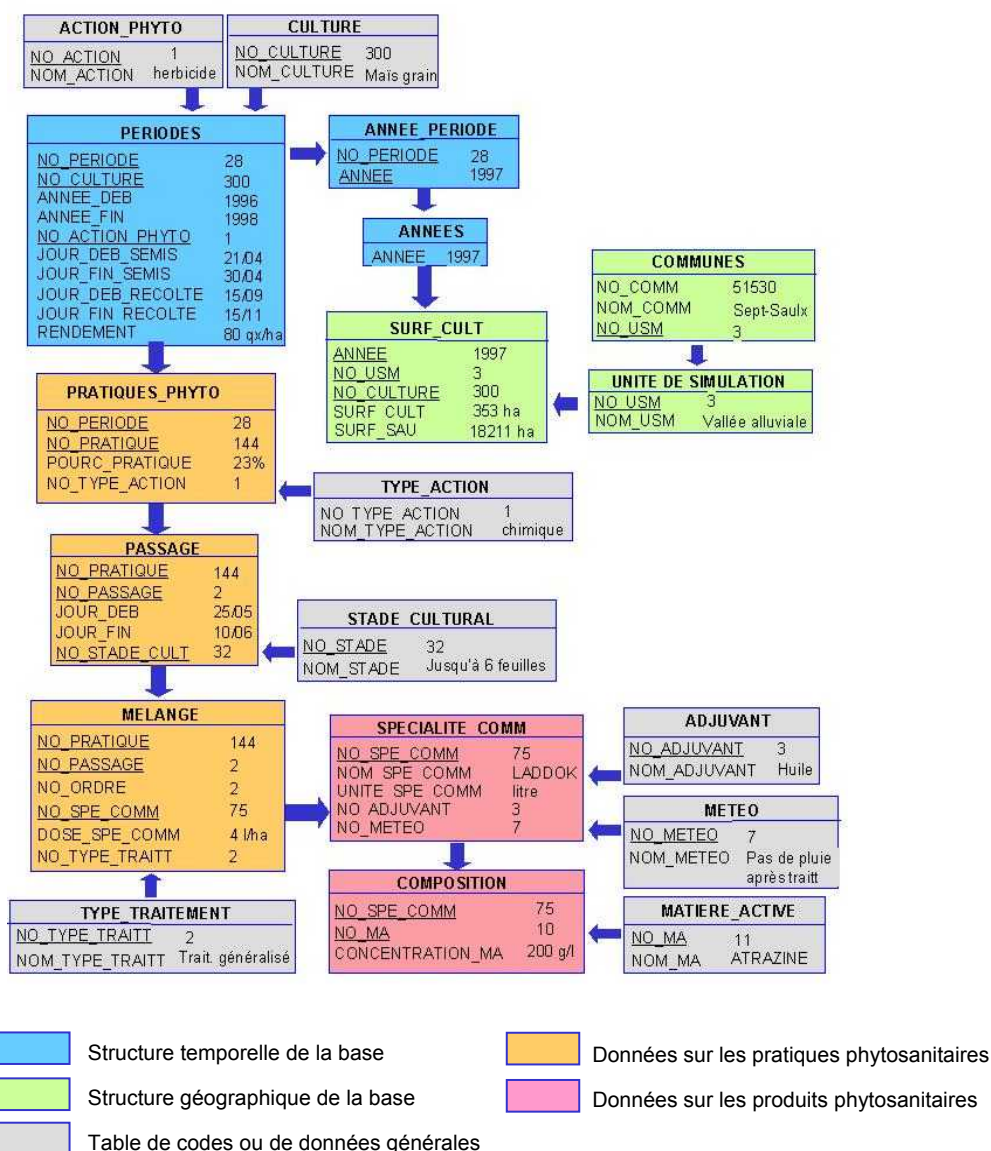 ACTION_PHYTO
NO_ACTION 1
NOM_ACTION herbicide
CULTURE
NO_CULTURE 300
NOM_CULTURE Maïs grain
PERIODES
NO_PERIODE 28
NO_CULTURE 300
ANNEE_DEB 1996
ANNEE_FIN 1998
NO_ACTION_PHYTO 1
JOUR_DEB_SEMIS 21/04
JOUR_FIN_SEMIS 30/04
JOUR_DEB_RECOLTE 15/09
JOUR_FIN_RECOLTE 15/11
RENDEMENT 80 qx/ha
ANNEE_PERIODE
NO_PERIODE 28
ANNEE 1997
ANNEES
ANNEE 1997
COMMUNES
NO_COMM 51530
NOM_COMM Sept-Saulx
NO_USM 3
SURF_CULT
ANNEE 1997
NO_USM 3
NO_CULTURE 300
SURF_CULT 353 ha
SURF_SAU 18211 ha
UNITE DE SIMULATION
NO_USM 3
NOM_USM Vallée alluviale
PRATIQUES_PHYTO
NO_PERIODE 28
NO_PRATIQUE 144
POURC_PRATIQUE 23%
NO_TYPE_ACTION 1
TYPE_ACTION
NO_TYPE_ACTION 1
NOM_TYPE_ACTION chimique
PASSAGE
NO_PRATIQUE 144
NO_PASSAGE 2
JOUR_DEB 25/05
JOUR_FIN 10/06
NO_STADE_CULT 32
STADE CULTURAL
NO_STADE 32
NOM_STADE Jusqu'à 6 feuilles
MELANGE
NO_PRATIQUE 144
NO_PASSAGE 2
NO_ORDRE 2
NO_SPE_COMM 75
DOSE_SPE_COMM 4 l/ha
NO_TYPE_TRAITT 2
SPECIALITE COMM
NO_SPE_COMM 75
NOM SPE COMM LADDOK
UNITE SPE COMM litre
NO ADJUVANT 3
NO_METEO 7
ADJUVANT
NO_ADJUVANT 3
NOM_ADJUVANT Huile
METEO
NO_METEO 7
NOM_METEO Pas de pluie
après traitt
TYPE_TRAITEMENT
NO_TYPE_TRAITT 2
NOM_TYPE_TRAITT Trait. généralisé
COMPOSITION
NO_SPE_COMM 75
NO_MA 10
CONCENTRATION_MA 200 g/l
MATIERE_ACTIVE
NO_MA 11
NOM_MA ATRAZINE
Structure temporelle de la base
Données sur les pratiques phytosanitaires
Structure géographique de la base
Données sur les produits phytosanitaires
Table de codes ou de données générales